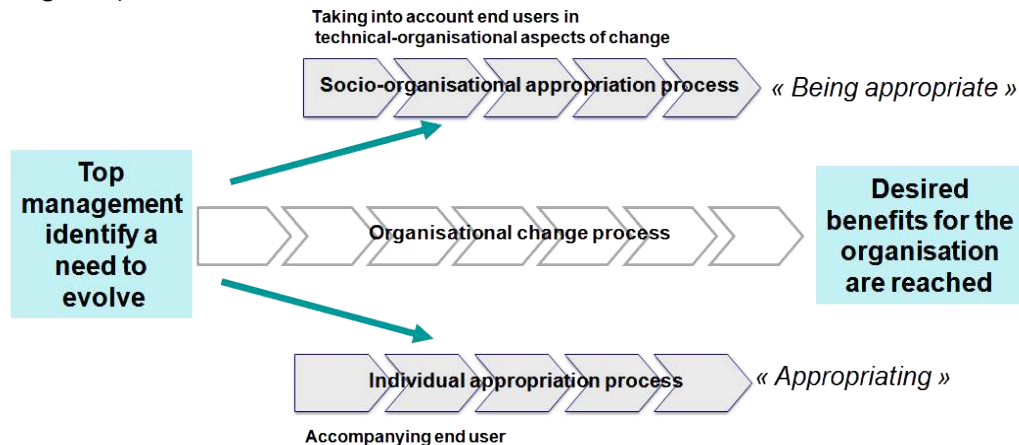 Taking into account end users in
technical-organisational aspects of change
Socio-organisational appropriation process
« Being appropriate »
Top
management
identify a
need to
evolve
Organisational change process
Desired
benefits for the
organisation
are reached
Individual appropriation process
« Appropriating »
Accompanying end user